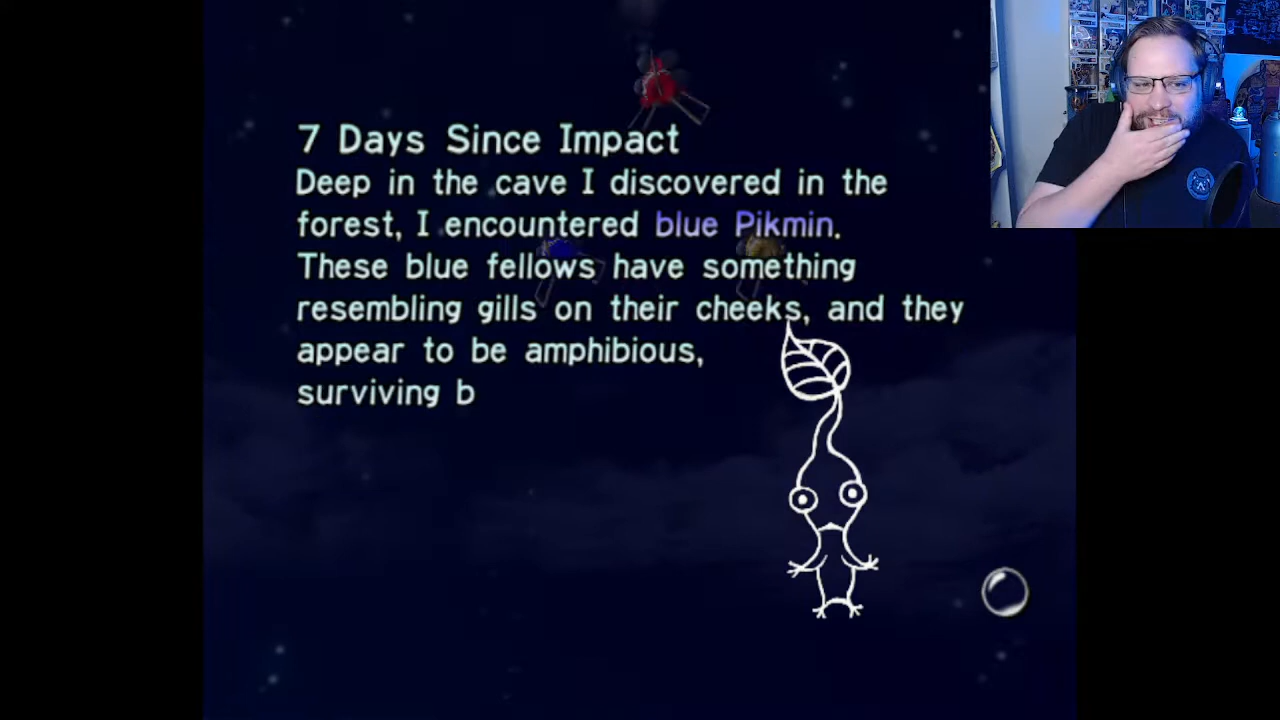 7 Days Since Impact
Deep in the cave I discovered in the
forest, I encountered blue Pikmin.
These blue fellows have something
resembling gills on their cheeks, and they
appear to be amphibious,
surviving b